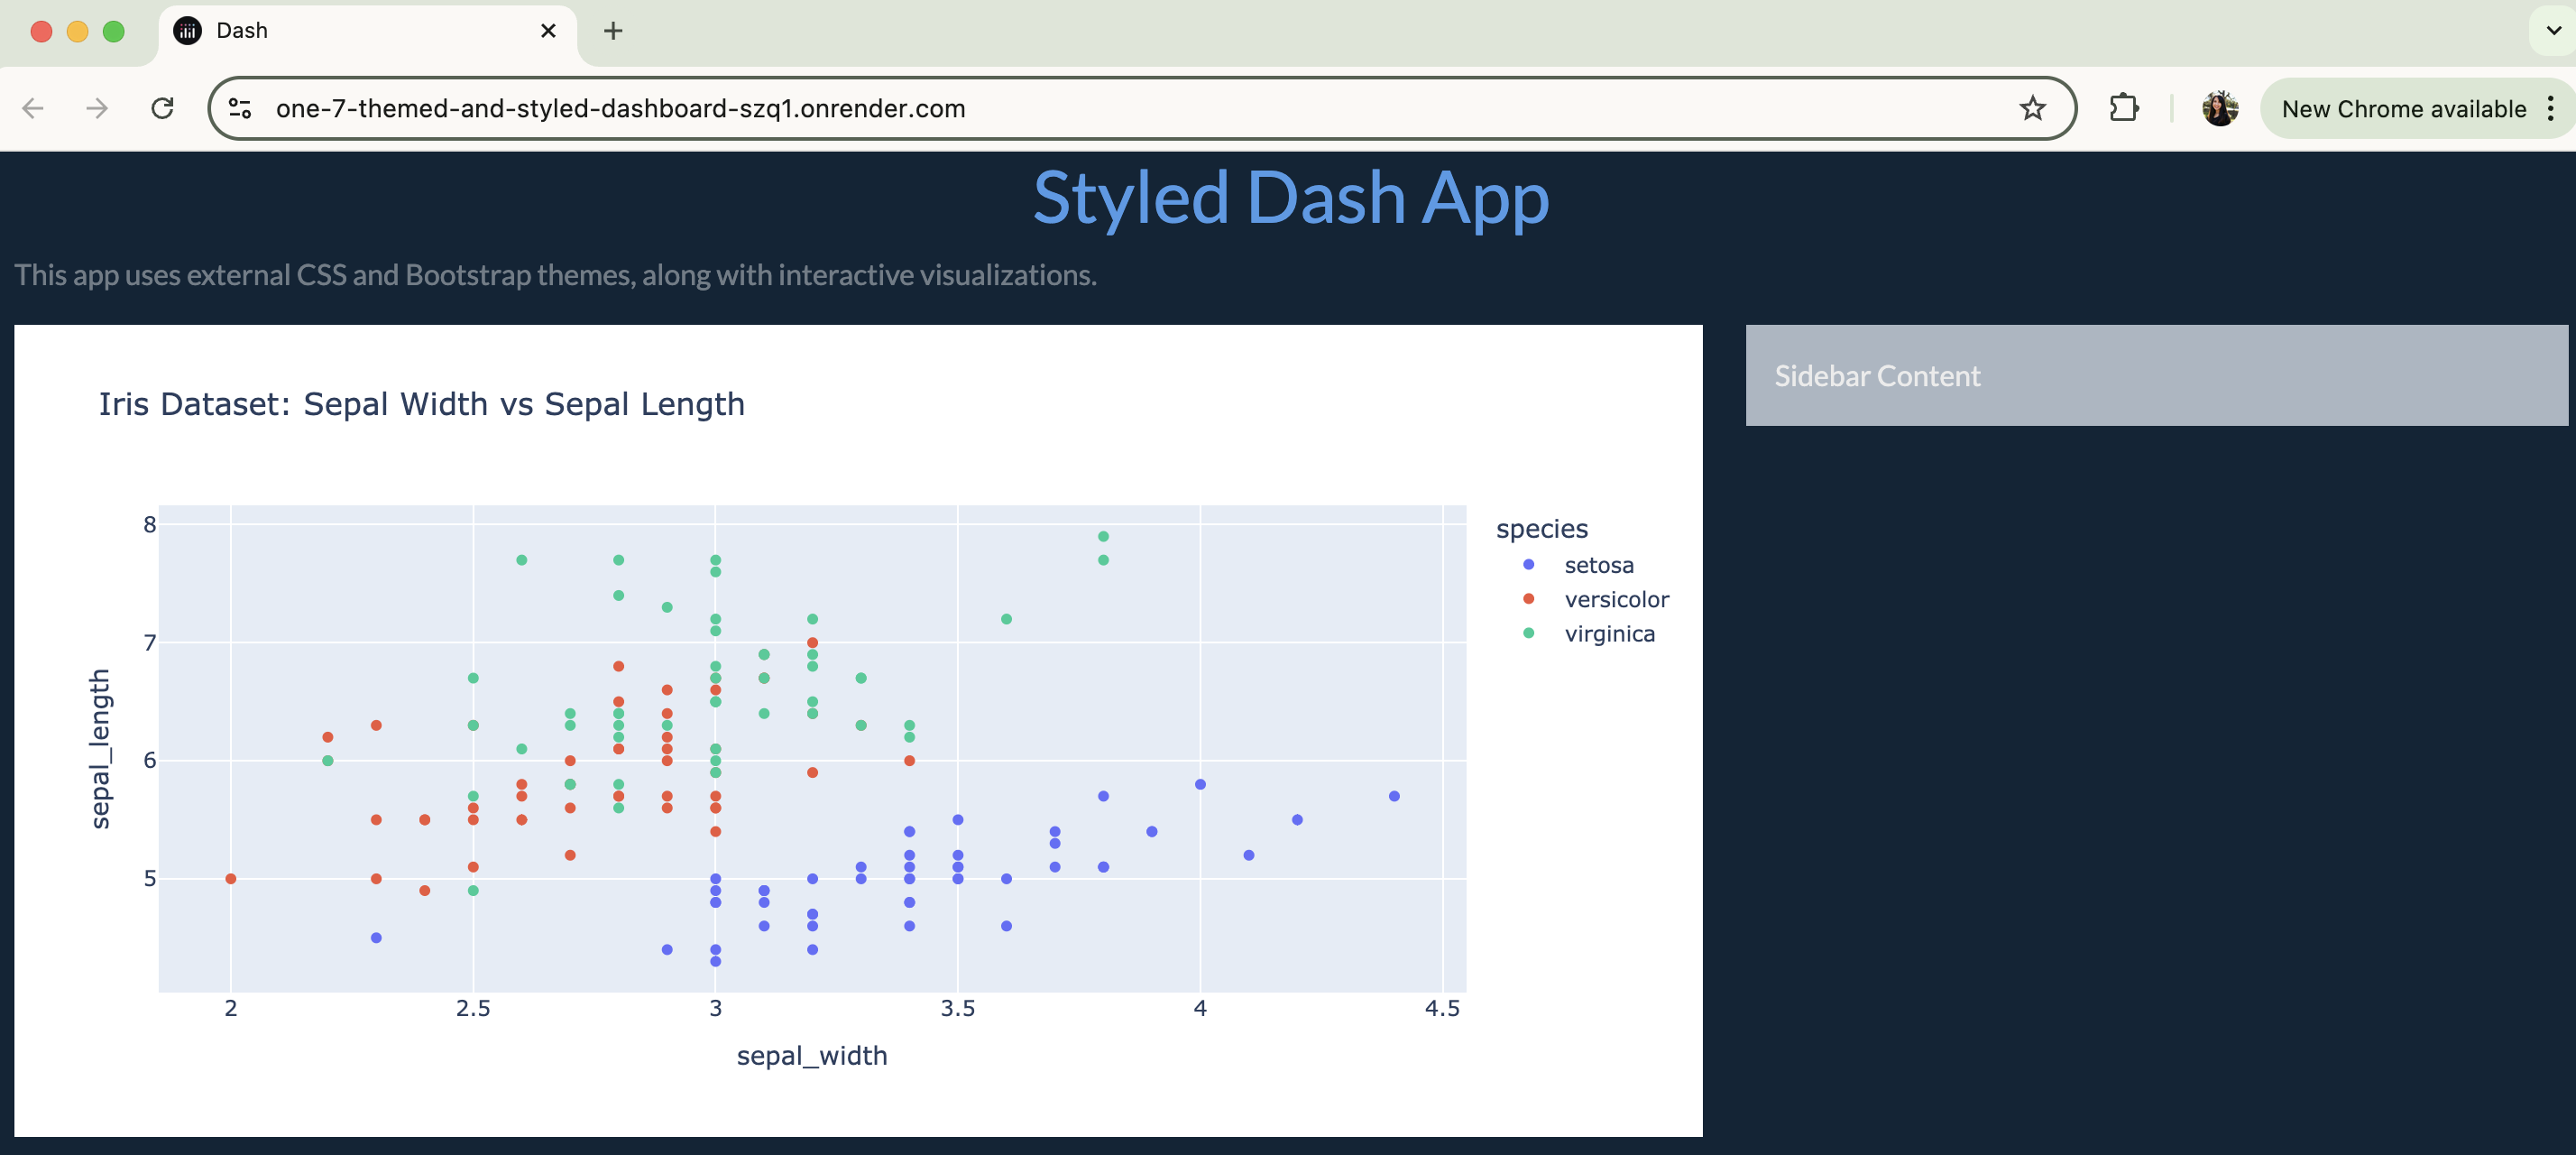 Dash
one-7-themed-and-styled-dashboard-szq1.onrender.com
New Chrome available
Styled Dash App
This app uses external CSS and Bootstrap themes, along with interactive visualizations.
Iris Dataset: Sepal Width vs Sepal Length
Sidebar Content
species
setosa
versicolor
virginica
8
7
6
5
sepal_length
2 2.5 3 3.5 4 4.5
sepal_width